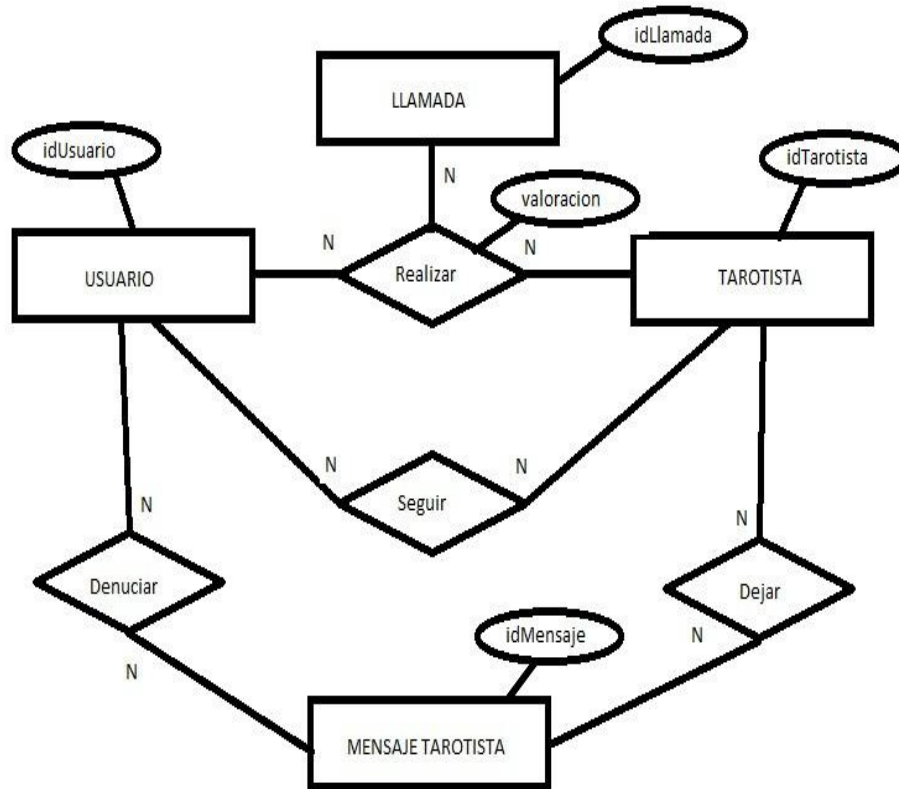 idLlamada
LLAMADA
idUsuario
idTarotista
N
valoracion
N
N
USUARIO
Realizar
TAROTISTA
N
N
Seguir
N
N
Denuciar
Dejar
N
idMensaje
N
MENSAJE TAROTISTA